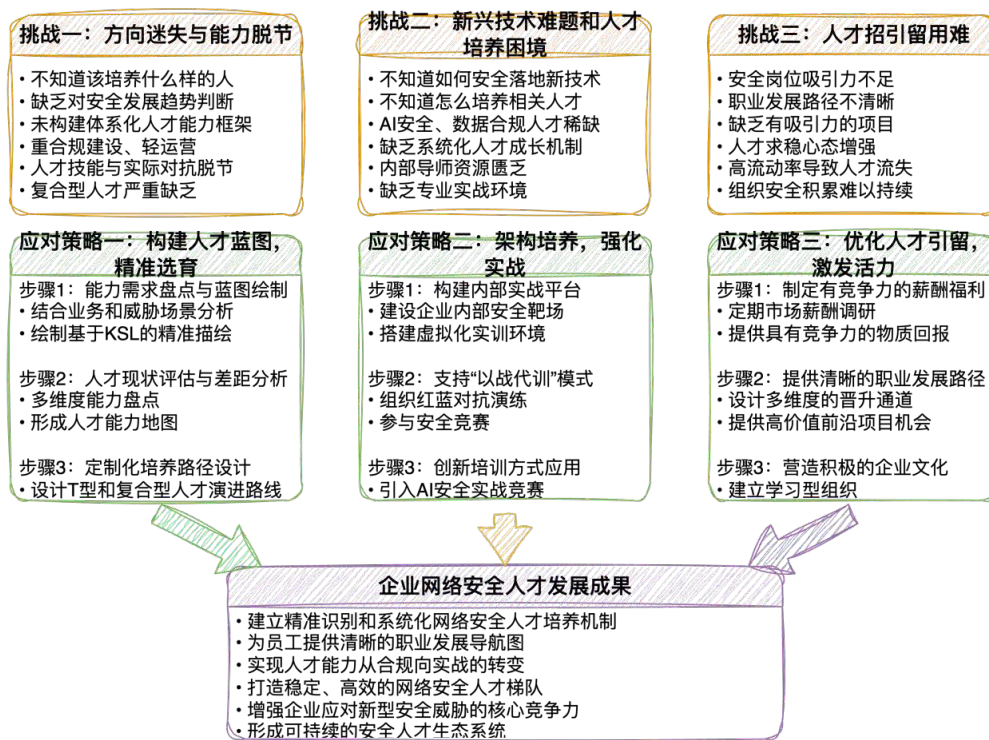 挑战一：方向迷失与能力脱节
• 不知道该培养什么样的人
• 缺乏对安全发展趋势判断
• 未构建体系化人才能力框架
• 重合规建设、轻运营
• 人才技能与实际对抗脱节
• 复合型人才严重缺乏
挑战二：新兴技术难题和人才
培养困境
• 不知道如何安全落地新技术
• 不知道怎么培养相关人才
• AI安全、数据合规人才稀缺
• 缺乏系统化人才成长机制
• 内部导师资源匮乏
• 缺乏专业实战环境
挑战三：人才招引留用难
• 安全岗位吸引力不足
• 职业发展路径不清晰
• 缺乏有吸引力的项目
• 人才求稳心态增强
• 高流动率导致人才流失
• 组织安全积累难以持续
应对策略一：构建人才蓝图，
精准选育
步骤1：能力需求盘点与蓝图绘制
• 结合业务和威胁场景分析
• 绘制基于KSL的精准描绘
步骤2：人才现状评估与差距分析
• 多维度能力盘点
• 形成人才能力地图
步骤3：定制化培养路径设计
• 设计T型和复合型人才演进路线
应对策略二：架构培养，强化
实战
步骤1：构建内部实战平台
• 建设企业内部安全靶场
• 搭建虚拟化实训环境
步骤2：支持“以战代训”模式
• 组织红蓝对抗演练
• 参与安全竞赛
步骤3：创新培训方式应用
• 引入AI安全实战竞赛
应对策略三：优化人才引留，
激发活力
步骤1：制定有竞争力的薪酬福利
• 定期市场薪酬调研
• 提供具有竞争力的物质回报
步骤2：提供清晰的职业发展路径
• 设计多维度的晋升通道
• 提供高价值前沿项目机会
步骤3：营造积极的企业文化
• 建立学习型组织
企业网络安全人才发展成果
• 建立精准识别和系统化网络安全人才培养机制
• 为员工提供清晰的职业发展导航图
• 实现人才能力从合规向实战的转变
• 打造稳定、高效的网络安全人才梯队
• 增强企业应对新型安全威胁的核心竞争力
• 形成可持续的安全人才生态系统